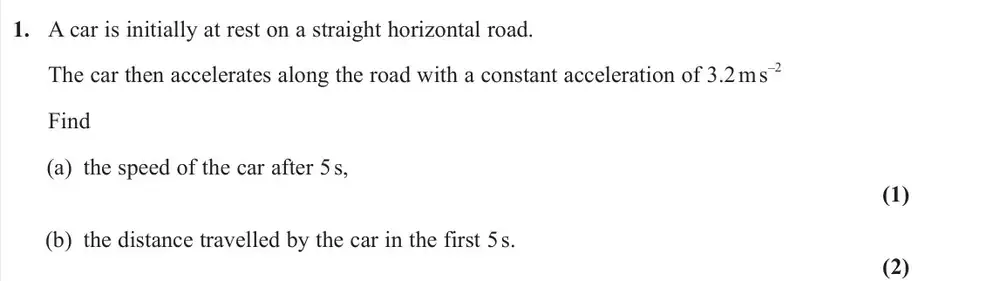 1. A car is initially at rest on a straight horizontal road.
The car then accelerates along the road with a constant acceleration of 3.2 m s⁻²
Find
(a) the speed of the car after 5 s,
(1)
(b) the distance travelled by the car in the first 5 s.
(2)